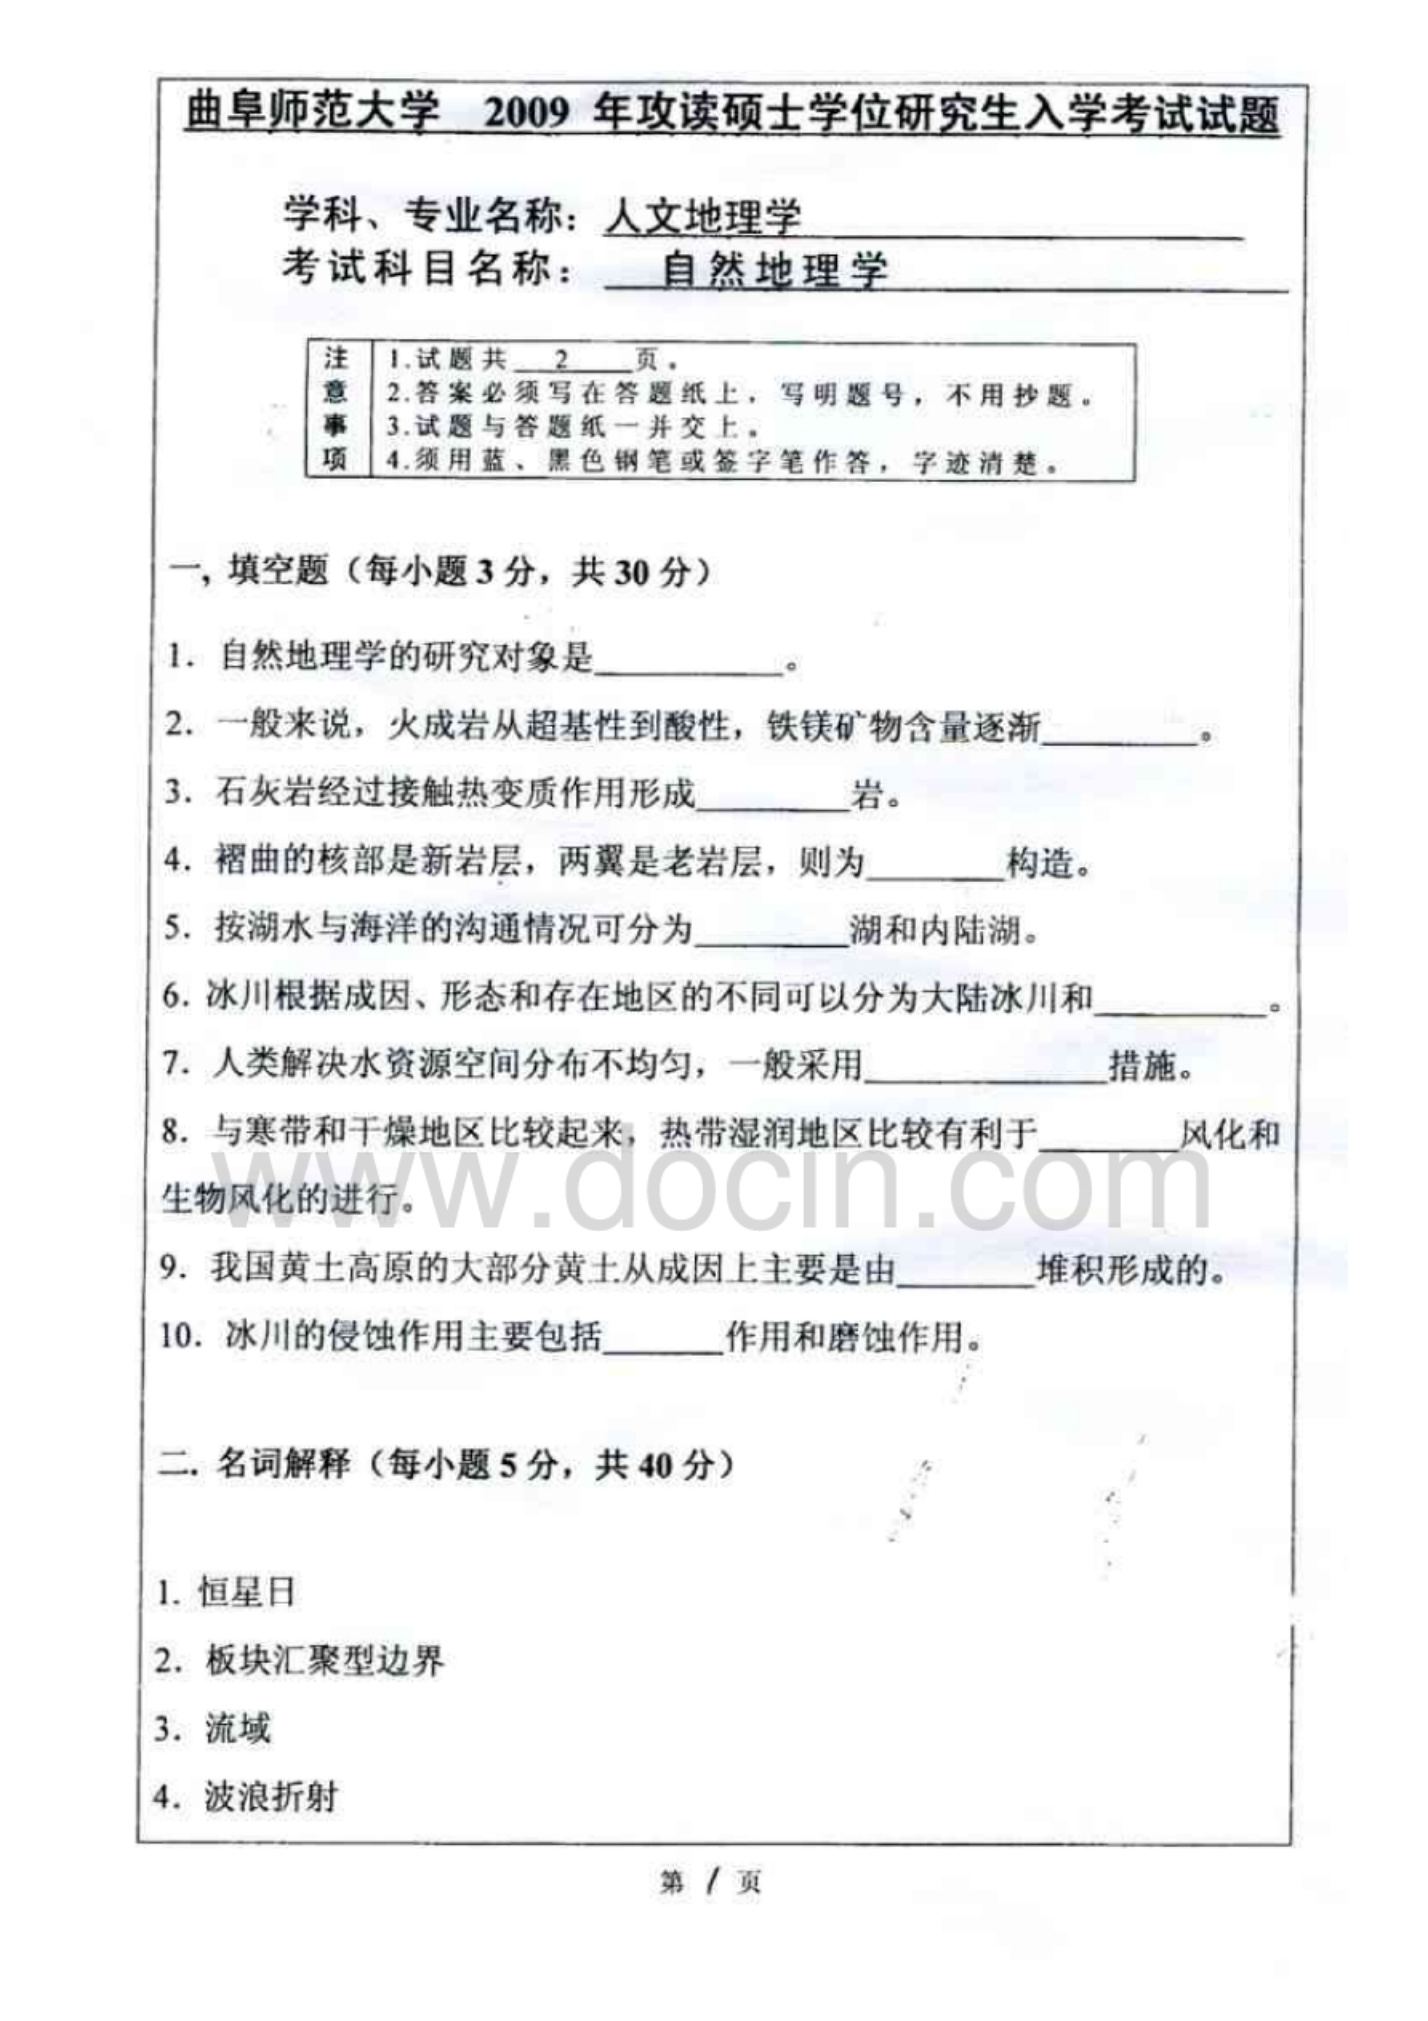 曲阜师范大学 2009 年攻读硕士学位研究生入学考试试题
学科、专业名称：人文地理学
考试科目名称： 自然地理学
注意事项
1.试题共 2 页。
2.答案必须写在答题纸上，写明题号，不用抄题。
3.试题与答题纸一并交上。
4.须用蓝、黑色钢笔或签字笔作答，字迹清楚。
一, 填空题（每小题 3 分，共 30 分）
1．自然地理学的研究对象是___________。
2．一般来说，火成岩从超基性到酸性，铁镁矿物含量逐渐_________。
3．石灰岩经过接触热变质作用形成_________岩。
4．褶曲的核部是新岩层，两翼是老岩层，则为________构造。
5．按湖水与海洋的沟通情况可分为_________湖和内陆湖。
6．冰川根据成因、形态和存在地区的不同可以分为大陆冰川和__________。
7．人类解决水资源空间分布不均匀，一般采用______________措施。
8．与寒带和干燥地区比较起来，热带湿润地区比较有利于________风化和
生物风化的进行。
www.docin.com
9．我国黄土高原的大部分黄土从成因上主要是由________堆积形成的。
10．冰川的侵蚀作用主要包括_______作用和磨蚀作用。
二. 名词解释（每小题 5 分，共 40 分）
1. 恒星日
2．板块汇聚型边界
3．流域
4．波浪折射
第 1 页